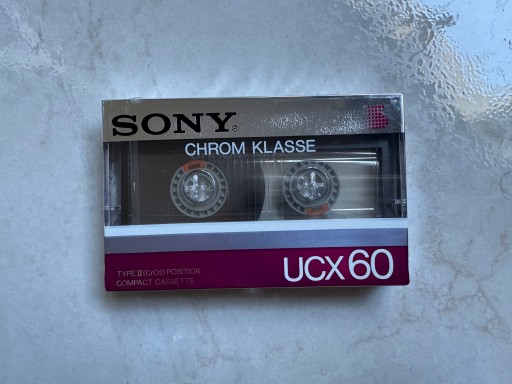 SONY®
CHROM KLASSE
TYPE II (CrO2) POSITION
COMPACT CASSETTE
UCX60